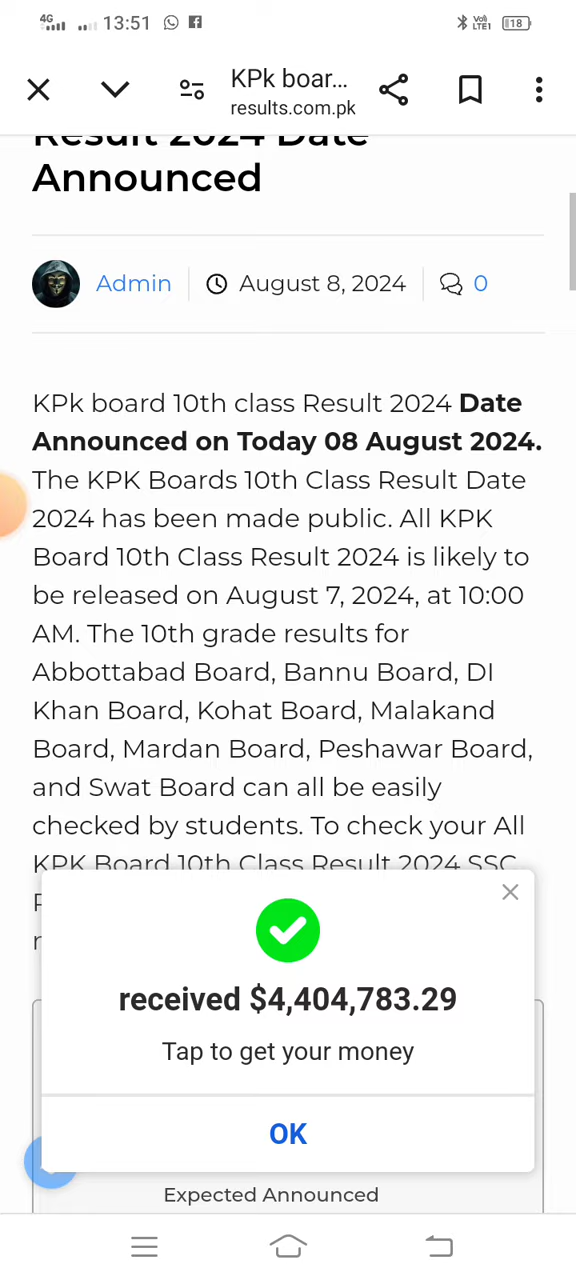 4G 13:51 VoI LTE1 18
KPk boar...
results.com.pk
Result 2024 Date
Announced
Admin August 8, 2024 0
KPk board 10th class Result 2024 Date
Announced on Today 08 August 2024.
The KPK Boards 10th Class Result Date
2024 has been made public. All KPK
Board 10th Class Result 2024 is likely to
be released on August 7, 2024, at 10:00
AM. The 10th grade results for
Abbottabad Board, Bannu Board, DI
Khan Board, Kohat Board, Malakand
Board, Mardan Board, Peshawar Board,
and Swat Board can all be easily
checked by students. To check your All
KPK Board 10th Class Result 2024 SSC
received $4,404,783.29
Tap to get your money
OK
Expected Announced